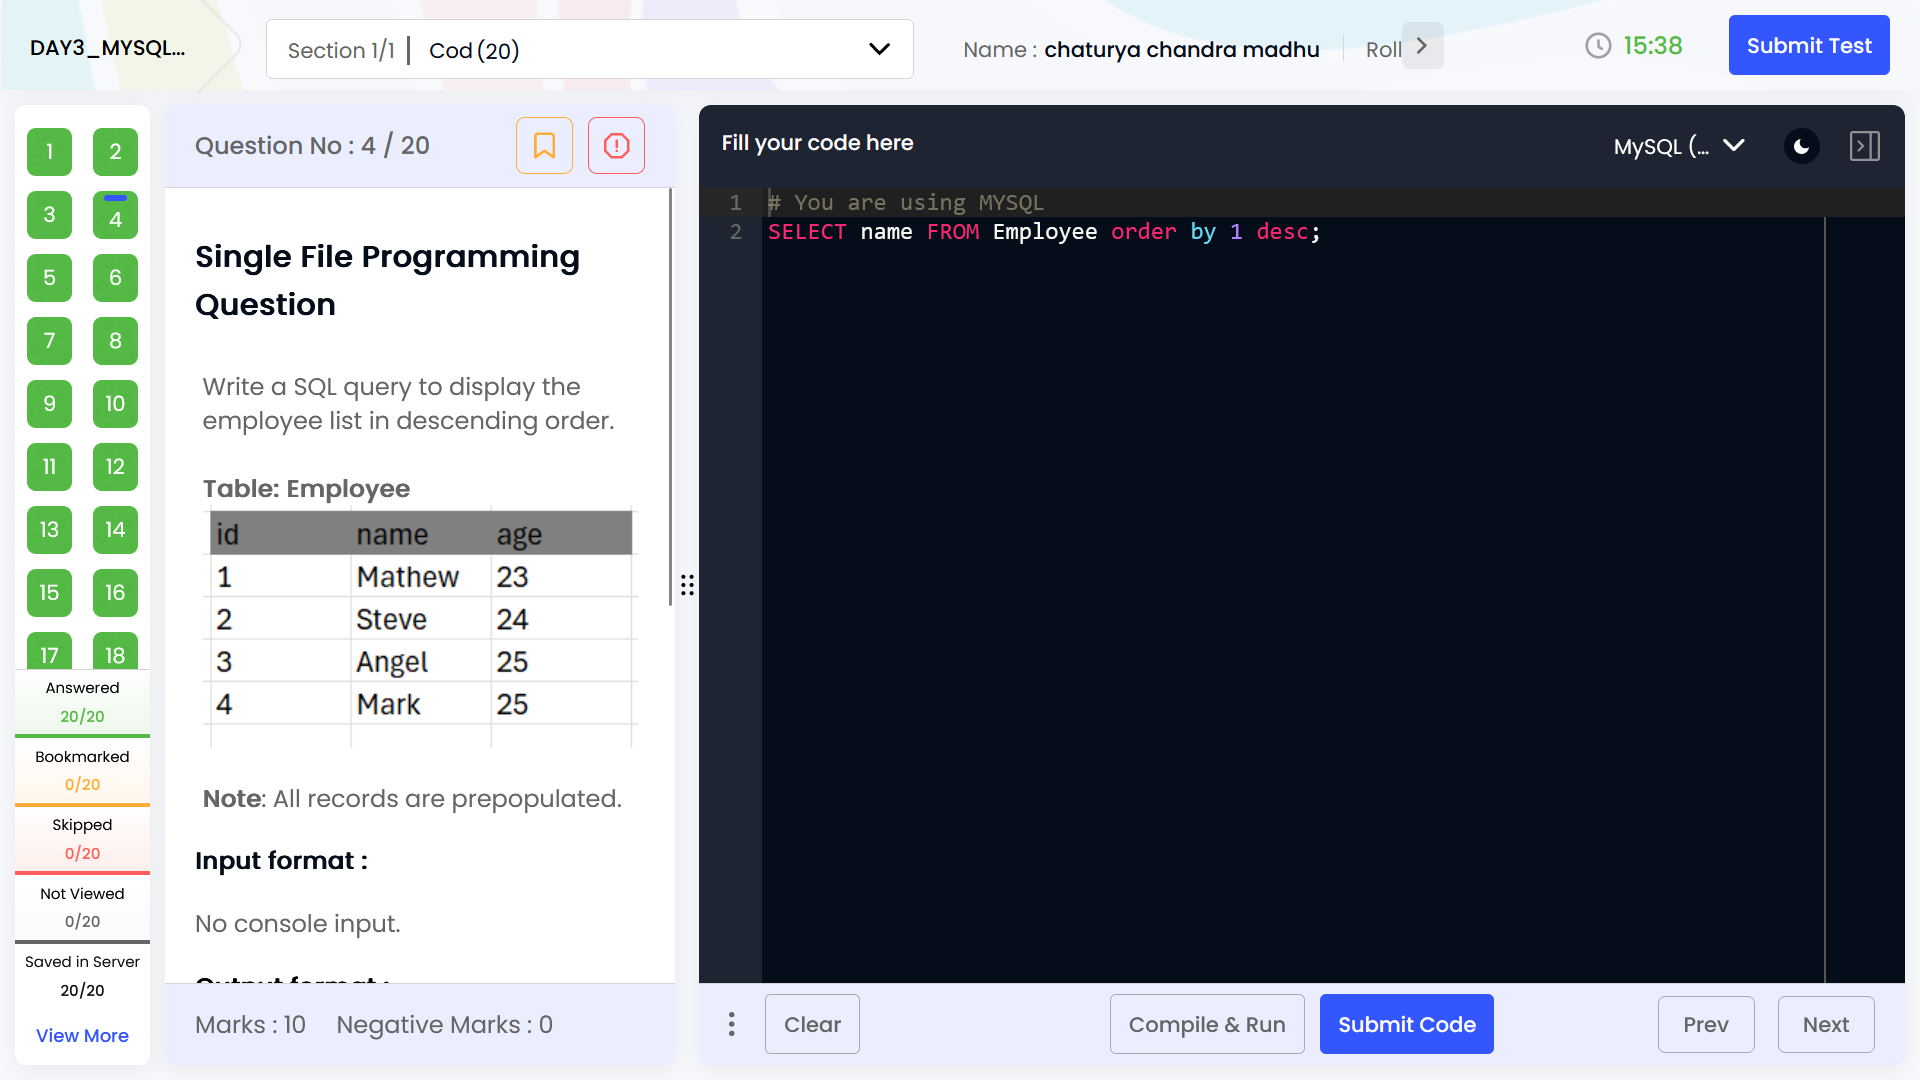 DAY3_MYSQL...
Section 1/1 | Cod (20)
Name : chaturya chandra madhu
Roll
15:38
Submit Test
1 2
3 4
5 6
7 8
9 10
11 12
13 14
15 16
17 18
Answered
20/20
Bookmarked
0/20
Skipped
0/20
Not Viewed
0/20
Saved in Server
20/20
View More
Question No : 4 / 20
Single File Programming
Question
Write a SQL query to display the
employee list in descending order.
Table: Employee
id name age
1 Mathew 23
2 Steve 24
3 Angel 25
4 Mark 25
Note: All records are prepopulated.
Input format :
No console input.
Output format :
Marks : 10 Negative Marks : 0
Fill your code here
MySQL (...
1 # You are using MYSQL
2 SELECT name FROM Employee order by 1 desc;
Clear
Compile & Run
Submit Code
Prev
Next